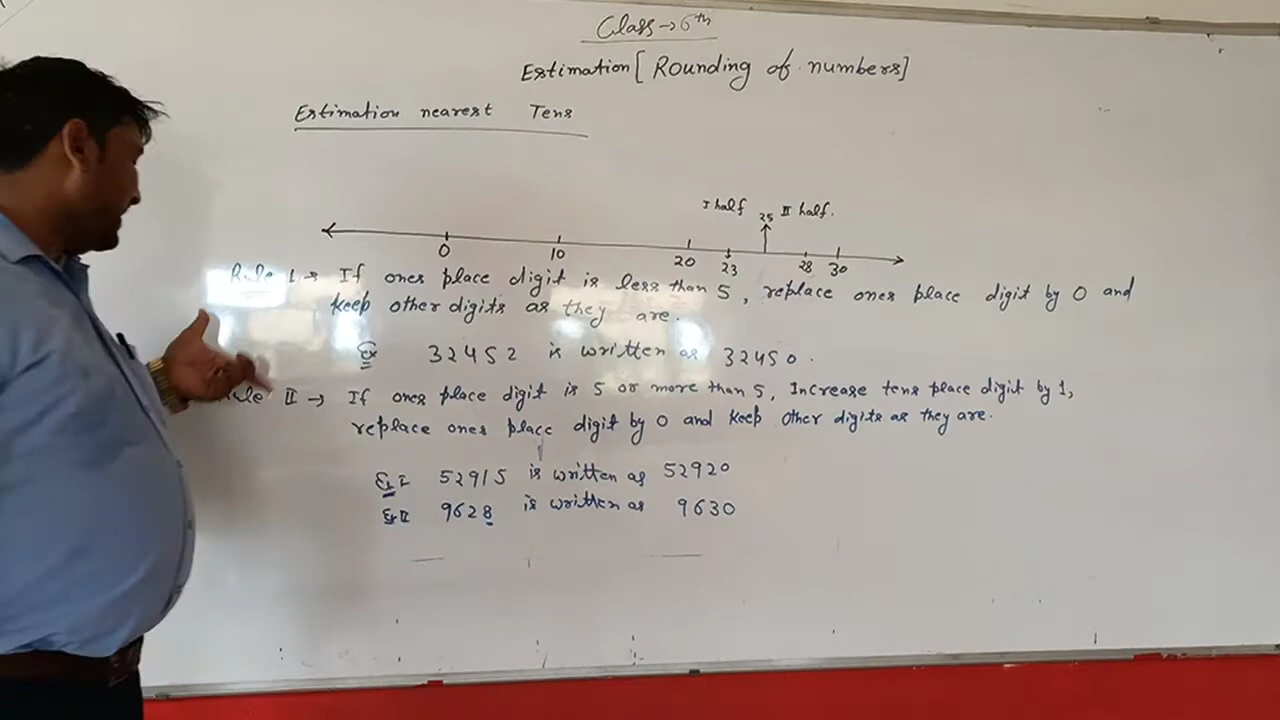 Class → 6th
Estimation [ Rounding of numbers ]
Estimation nearest Tens
I half 25 II half.
0 10 20 23 28 30
Rule 1 → If ones place digit is less than 5, replace ones place digit by 0 and
keep other digits as they are.
Ex 32452 is written as 32450.
Rule II → If ones place digit is 5 or more than 5, Increase tens place digit by 1,
replace ones place digit by 0 and keep other digits as they are.
Ex I 52915 is written as 52920
Ex II 9628 is written as 9630